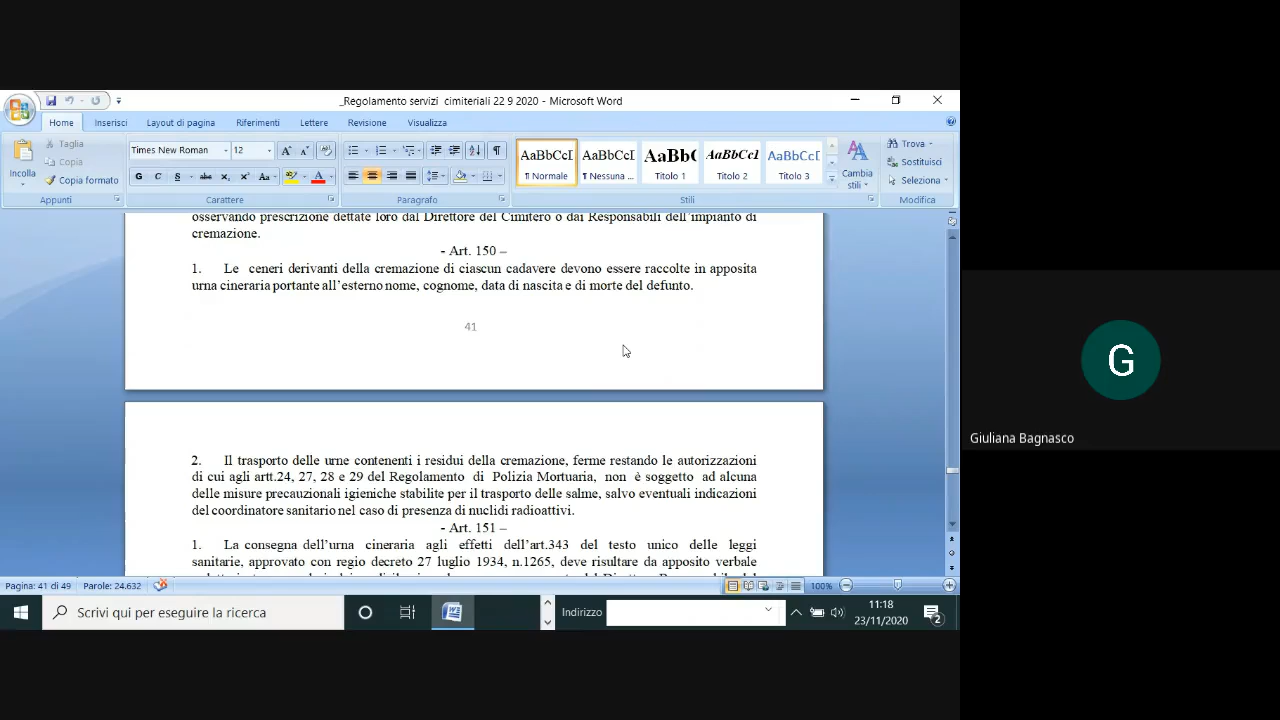 _Regolamento servizi cimiteriali 22 9 2020 - Microsoft Word
Home Inserisci Layout di pagina Riferimenti Lettere Revisione Visualizza
Incolla
Taglia
Copia
Copia formato
Appunti
Times New Roman 12
G C S abc x₂ x² Aa
Carattere
Paragrafo
AaBbCcI AaBbCcI AaBbC AaBbCcI AaBbCcI
¶ Normale ¶ Nessuna ... Titolo 1 Titolo 2 Titolo 3
Cambia
stili
Stili
Trova
Sostituisci
Seleziona
Modifica
osservando prescrizione dettate loro dal Direttore del Cimitero o dai Responsabili dell'impianto di
cremazione.
- Art. 150 –
1. Le ceneri derivanti della cremazione di ciascun cadavere devono essere raccolte in apposita
urna cineraria portante all'esterno nome, cognome, data di nascita e di morte del defunto.
41
2. Il trasporto delle urne contenenti i residui della cremazione, ferme restando le autorizzazioni
di cui agli artt.24, 27, 28 e 29 del Regolamento di Polizia Mortuaria, non è soggetto ad alcuna
delle misure precauzionali igieniche stabilite per il trasporto delle salme, salvo eventuali indicazioni
del coordinatore sanitario nel caso di presenza di nuclidi radioattivi.
- Art. 151 –
1. La consegna dell'urna cineraria agli effetti dell'art.343 del testo unico delle leggi
sanitarie, approvato con regio decreto 27 luglio 1934, n.1265, deve risultare da apposito verbale
Pagina: 41 di 49 Parole: 24.632 100%
Scrivi qui per eseguire la ricerca
Indirizzo
11:18
23/11/2020
2
G
Giuliana Bagnasco